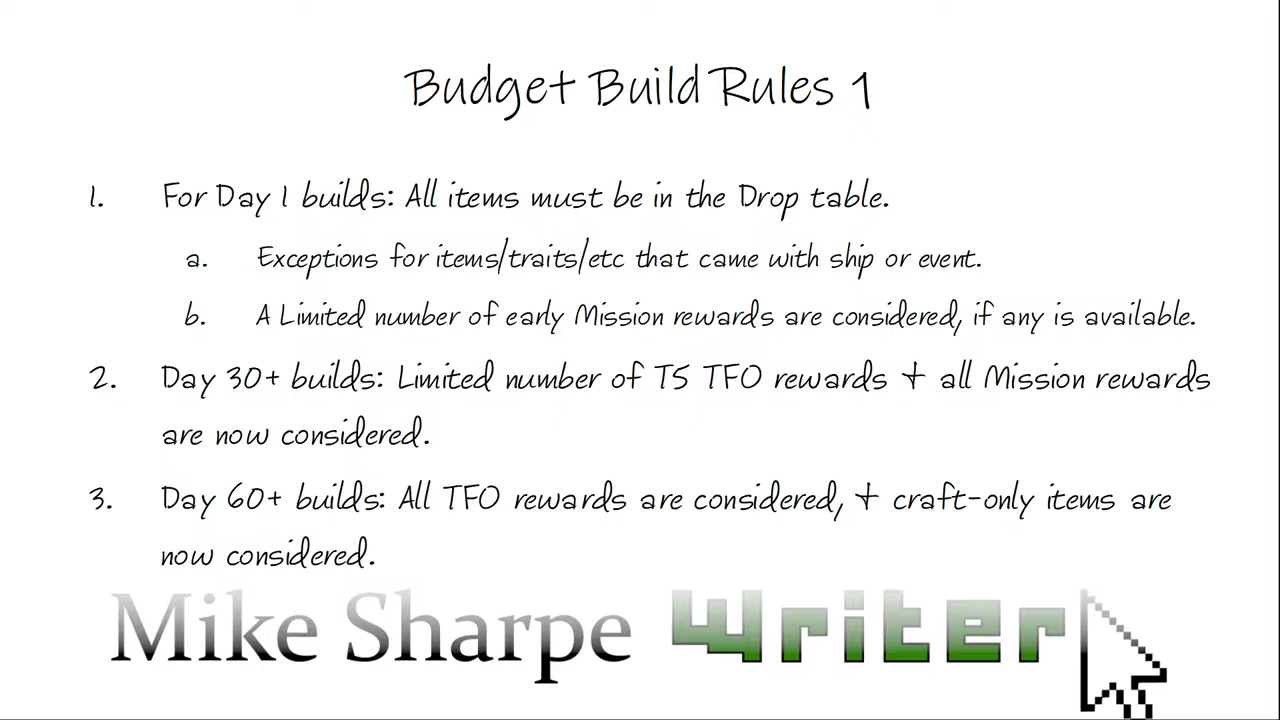 Budget Build Rules 1
1. For Day 1 builds: All items must be in the Drop table.
a. Exceptions for items/traits/etc that came with ship or event.
b. A Limited number of early Mission rewards are considered, if any is available.
2. Day 30+ builds: Limited number of T5 TFO rewards + all Mission rewards
are now considered.
3. Day 60+ builds: All TFO rewards are considered, + craft-only items are
now considered.
Mike Sharpe Writer